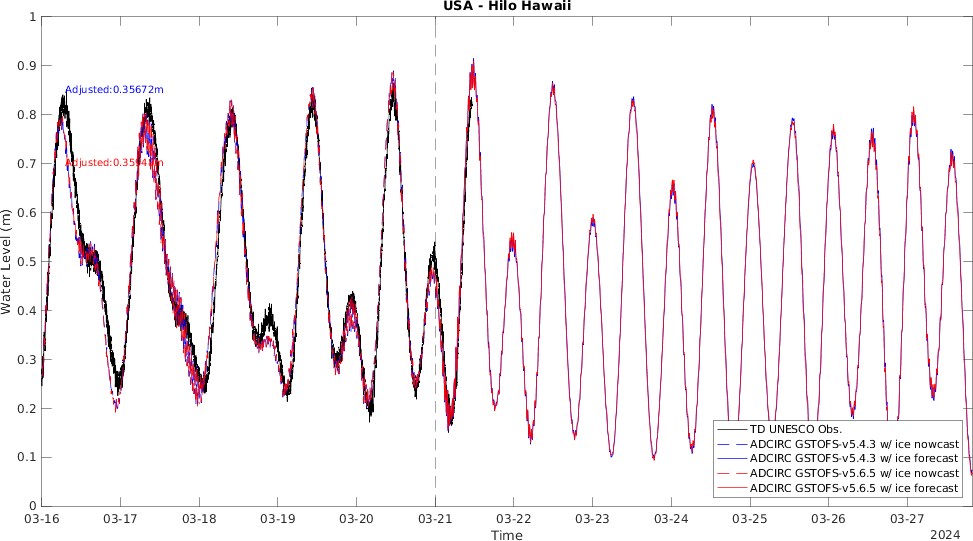 USA - Hilo Hawaii
1
0.9
0.8
0.7
0.6
0.5
0.4
0.3
0.2
0.1
0
Water Level (m)
Adjusted:0.35672m
TD UNESCO Obs.
ADCIRC GSTOFS-v5.4.3 w/ ice nowcast
ADCIRC GSTOFS-v5.4.3 w/ ice forecast
ADCIRC GSTOFS-v5.6.5 w/ ice nowcast
ADCIRC GSTOFS-v5.6.5 w/ ice forecast
03-16 03-17 03-18 03-19 03-20 03-21 03-22 03-23 03-24 03-25 03-26 03-27
Time
2024